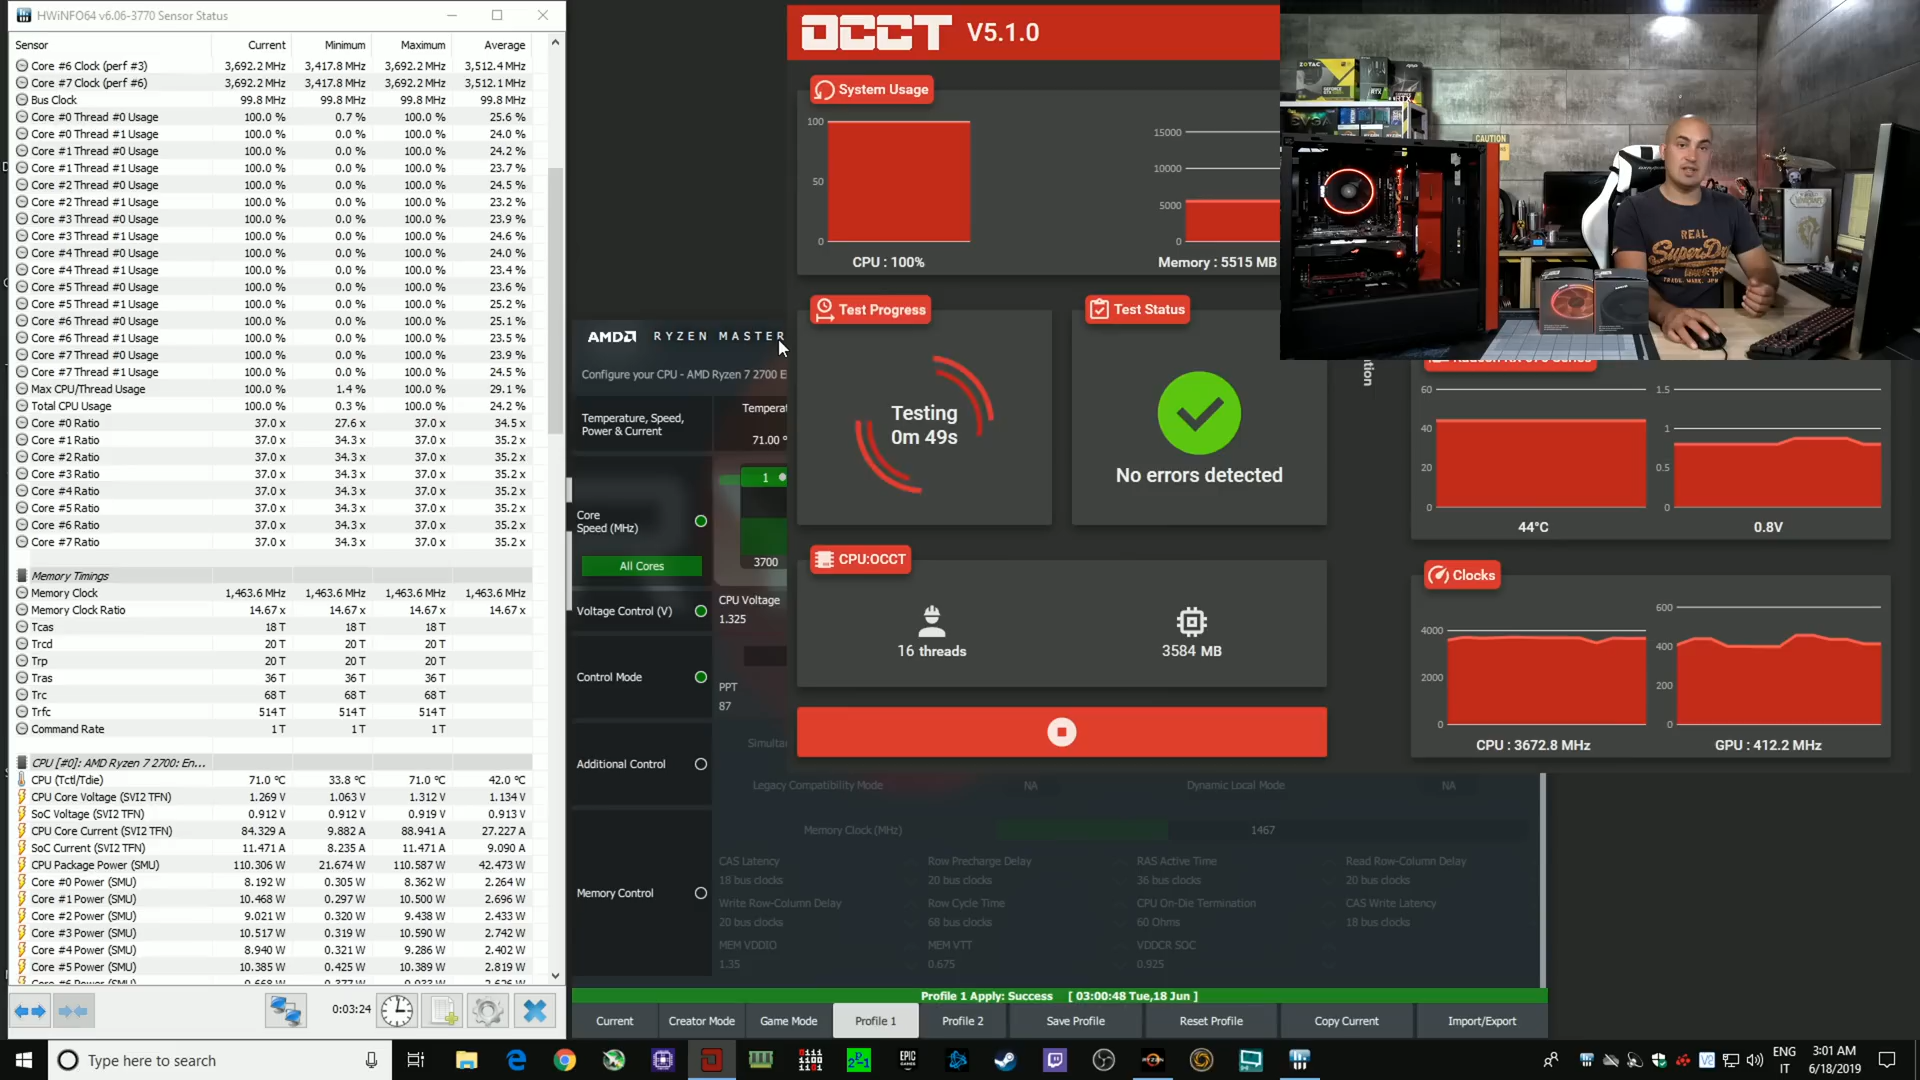 HWiNFO64 v6.06-3770 Sensor Status
Sensor Current Minimum Maximum Average
Core #6 Clock (perf #3) 3,692.2 MHz 3,417.8 MHz 3,692.2 MHz 3,512.4 MHz
Core #7 Clock (perf #6) 3,692.2 MHz 3,417.8 MHz 3,692.2 MHz 3,512.1 MHz
Bus Clock 99.8 MHz 99.8 MHz 99.8 MHz 99.8 MHz
Core #0 Thread #0 Usage 100.0 % 0.7 % 100.0 % 25.6 %
Core #0 Thread #1 Usage 100.0 % 0.0 % 100.0 % 24.0 %
Core #1 Thread #0 Usage 100.0 % 0.0 % 100.0 % 24.2 %
Core #1 Thread #1 Usage 100.0 % 0.0 % 100.0 % 23.7 %
Core #2 Thread #0 Usage 100.0 % 0.0 % 100.0 % 24.5 %
Core #2 Thread #1 Usage 100.0 % 0.0 % 100.0 % 23.2 %
Core #3 Thread #0 Usage 100.0 % 0.0 % 100.0 % 23.9 %
Core #3 Thread #1 Usage 100.0 % 0.0 % 100.0 % 24.6 %
Core #4 Thread #0 Usage 100.0 % 0.0 % 100.0 % 24.0 %
Core #4 Thread #1 Usage 100.0 % 0.0 % 100.0 % 23.4 %
Core #5 Thread #0 Usage 100.0 % 0.0 % 100.0 % 23.6 %
Core #5 Thread #1 Usage 100.0 % 0.0 % 100.0 % 25.2 %
Core #6 Thread #0 Usage 100.0 % 0.0 % 100.0 % 25.1 %
Core #6 Thread #1 Usage 100.0 % 0.0 % 100.0 % 23.5 %
Core #7 Thread #0 Usage 100.0 % 0.0 % 100.0 % 23.9 %
Core #7 Thread #1 Usage 100.0 % 0.0 % 100.0 % 24.5 %
Max CPU/Thread Usage 100.0 % 1.4 % 100.0 % 29.1 %
Total CPU Usage 100.0 % 0.3 % 100.0 % 24.2 %
Core #0 Ratio 37.0 x 27.6 x 37.0 x 34.5 x
Core #1 Ratio 37.0 x 34.3 x 37.0 x 35.2 x
Core #2 Ratio 37.0 x 34.3 x 37.0 x 35.2 x
Core #3 Ratio 37.0 x 34.3 x 37.0 x 35.2 x
Core #4 Ratio 37.0 x 34.3 x 37.0 x 35.2 x
Core #5 Ratio 37.0 x 34.3 x 37.0 x 35.2 x
Core #6 Ratio 37.0 x 34.3 x 37.0 x 35.2 x
Core #7 Ratio 37.0 x 34.3 x 37.0 x 35.2 x
Memory Timings
Memory Clock 1,463.6 MHz 1,463.6 MHz 1,463.6 MHz 1,463.6 MHz
Memory Clock Ratio 14.67 x 14.67 x 14.67 x 14.67 x
Tcas 18 T 18 T 18 T
Trcd 20 T 20 T 20 T
Trp 20 T 20 T 20 T
Tras 36 T 36 T 36 T
Trc 68 T 68 T 68 T
Trfc 514 T 514 T 514 T
Command Rate 1 T 1 T 1 T
CPU [#0]: AMD Ryzen 7 2700: En...
CPU (Tctl/Tdie) 71.0 °C 33.8 °C 71.0 °C 42.0 °C
CPU Core Voltage (SVI2 TFN) 1.269 V 1.063 V 1.312 V 1.134 V
SoC Voltage (SVI2 TFN) 0.912 V 0.912 V 0.919 V 0.913 V
CPU Core Current (SVI2 TFN) 84.329 A 9.882 A 88.941 A 27.227 A
SoC Current (SVI2 TFN) 11.471 A 8.235 A 11.471 A 9.090 A
CPU Package Power (SMU) 110.306 W 21.674 W 110.587 W 42.473 W
Core #0 Power (SMU) 8.192 W 0.305 W 8.362 W 2.264 W
Core #1 Power (SMU) 10.468 W 0.297 W 10.500 W 2.696 W
Core #2 Power (SMU) 9.021 W 0.320 W 9.438 W 2.433 W
Core #3 Power (SMU) 10.517 W 0.319 W 10.590 W 2.742 W
Core #4 Power (SMU) 8.940 W 0.321 W 9.286 W 2.402 W
Core #5 Power (SMU) 10.385 W 0.425 W 10.389 W 2.819 W
0:03:24
AMD RYZEN MASTER
Configure your CPU - AMD Ryzen 7 2700 E
Temperature, Speed,
Power & Current
Temperat
71.00 °
Core
Speed (MHz)
All Cores
1
3700
Voltage Control (V)
CPU Voltage
1.325
Control Mode
PPT
87
Simultan
Additional Control
Legacy Compatibility Mode NA Dynamic Local Mode NA
Memory Control
Memory Clock (MHz) 1467
CAS Latency Row Precharge Delay RAS Active Time Read Row-Column Delay
18 bus clocks 20 bus clocks 36 bus clocks 20 bus clocks
Write Row-Column Delay Row Cycle Time CPU On-Die Termination CAS Write Latency
20 bus clocks 68 bus clocks 60 Ohms 18 bus clocks
MEM VDDIO MEM VTT VDDCR SOC
1.35 0.675 0.925
Profile 1 Apply: Success [ 03:00:48 Tue,18 Jun ]
Current Creator Mode Game Mode Profile 1 Profile 2 Save Profile Reset Profile Copy Current Import/Export
OCCT V5.1.0
System Usage
100
50
0
CPU : 100%
15000
10000
5000
0
Memory : 5515 MB
Test Progress
Testing
0m 49s
Test Status
No errors detected
CPU:OCCT
16 threads
3584 MB
60
40
20
0
44°C
1.5
1
0.5
0
0.8V
Clocks
4000
2000
0
CPU : 3672.8 MHz
600
400
200
0
GPU : 412.2 MHz
ZOTAC
CAUTION
REAL
SuperDry
Type here to search
EPIC
ENG
IT
3:01 AM
6/18/2019